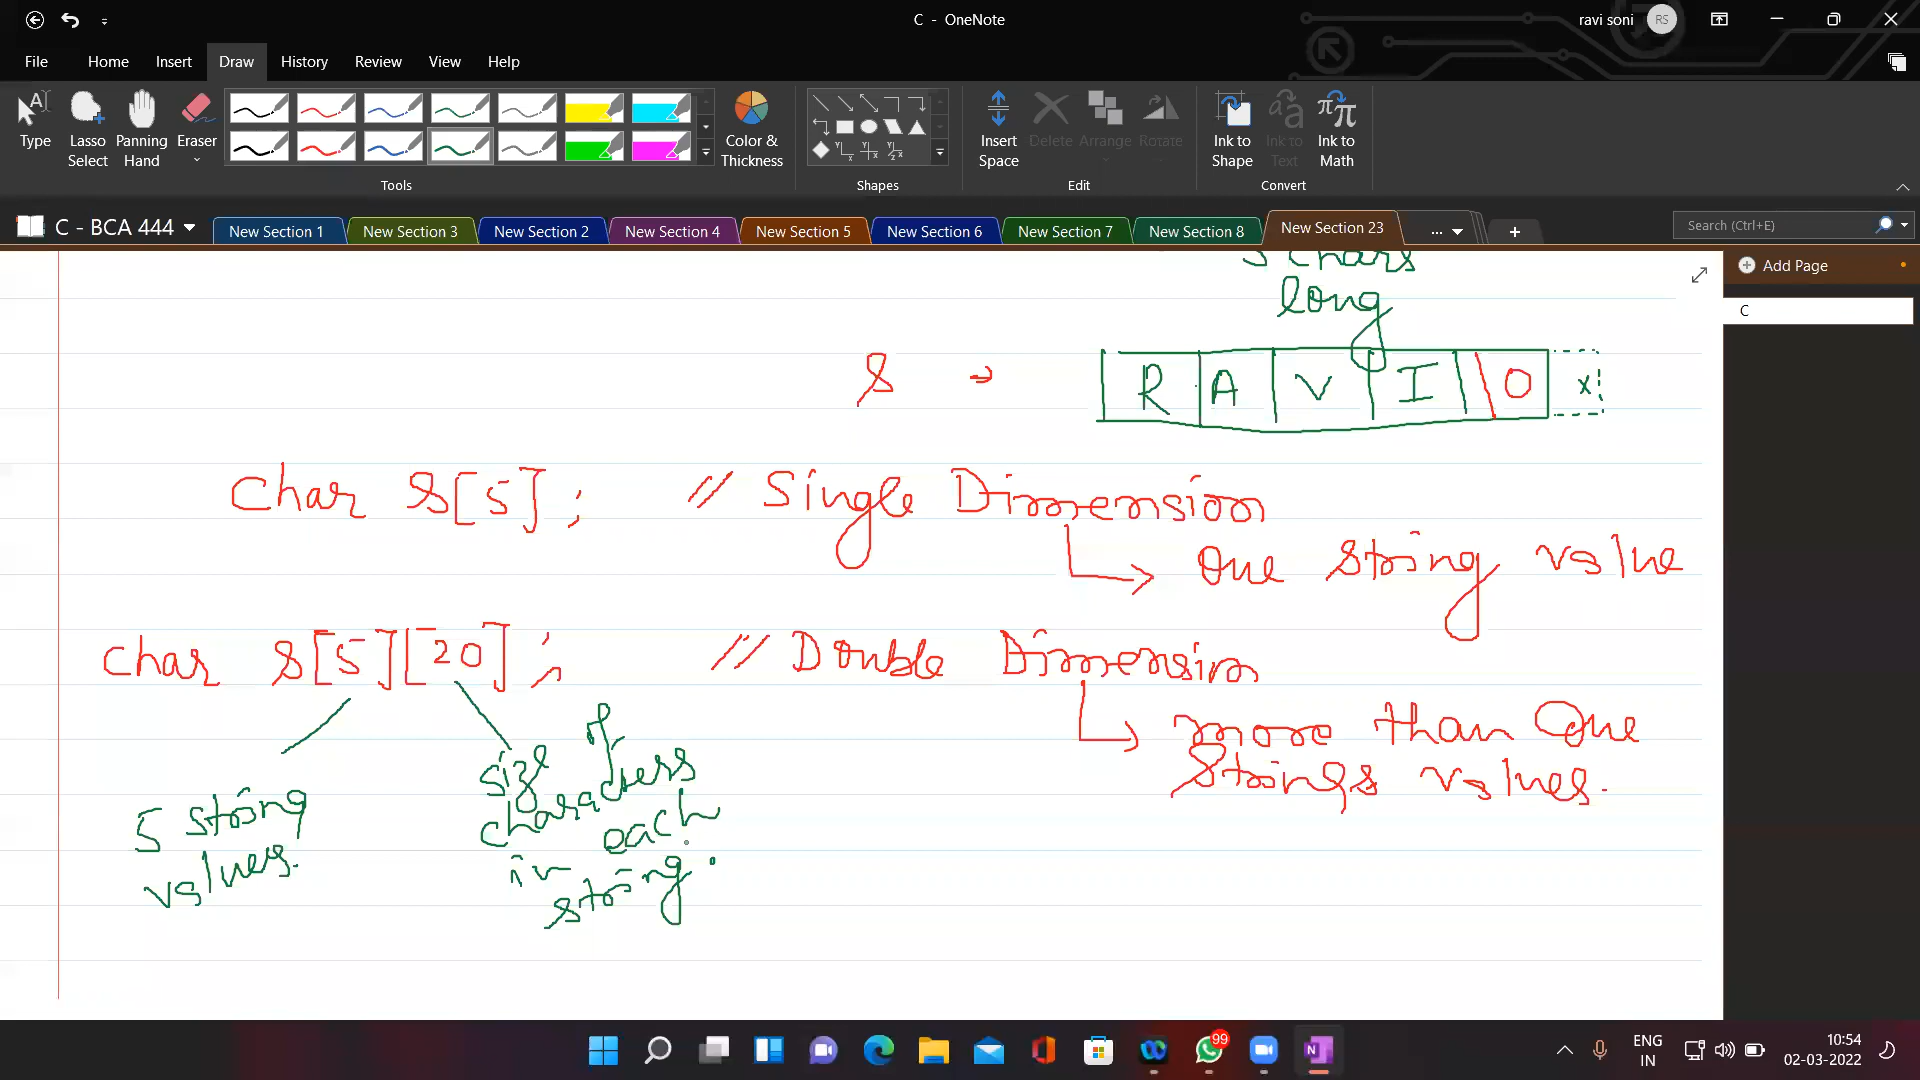 C - OneNote
ravi soni RS
File Home Insert Draw History Review View Help
Type Lasso Select Panning Hand Eraser Color & Thickness Insert Space Delete Arrange Rotate Ink to Shape Ink to Text Ink to Math
Tools Shapes Edit Convert
C - BCA 444 New Section 1 New Section 3 New Section 2 New Section 4 New Section 5 New Section 6 New Section 7 New Section 8 New Section 23 ... + Search (Ctrl+E)
Add Page
C
5 chars
long
S → R A V I 0 x
Char S[5]; // Single Dimension
One string value
char S[5][20]; // Double Dimension
more than One
Strings values.
5 string
values.
size of
characters
in each
string.
99
ENG
IN
10:54
02-03-2022